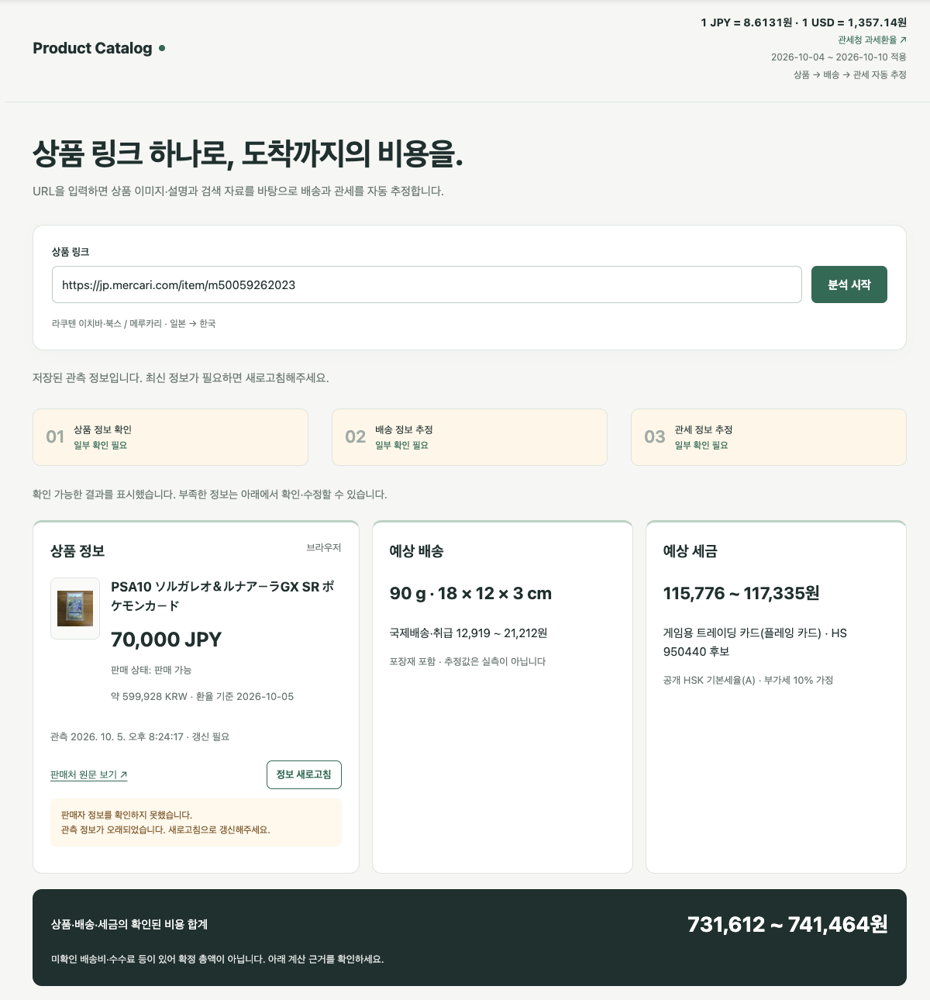 Product Catalog
1 JPY = 8.6131원 · 1 USD = 1,357.14원
관세청 과세환율 ↗
2026-10-04 ~ 2026-10-10 적용
상품 → 배송 → 관세 자동 추정
상품 링크 하나로, 도착까지의 비용을.
URL을 입력하면 상품 이미지·설명과 검색 자료를 바탕으로 배송과 관세를 자동 추정합니다.
상품 링크
https://jp.mercari.com/item/m50059262023
분석 시작
라쿠텐 이치바·북스 / 메루카리 · 일본 → 한국
저장된 관측 정보입니다. 최신 정보가 필요하면 새로고침해주세요.
01
상품 정보 확인
일부 확인 필요
02
배송 정보 추정
일부 확인 필요
03
관세 정보 추정
일부 확인 필요
확인 가능한 결과를 표시했습니다. 부족한 정보는 아래에서 확인·수정할 수 있습니다.
상품 정보
브라우저
PSA10 ソルガレオ＆ルナアーラGX SR ポ
ケモンカード
70,000 JPY
판매 상태: 판매 가능
약 599,928 KRW · 환율 기준 2026-10-05
관측 2026. 10. 5. 오후 8:24:17 · 갱신 필요
판매처 원문 보기 ↗
정보 새로고침
판매자 정보를 확인하지 못했습니다.
관측 정보가 오래되었습니다. 새로고침으로 갱신해주세요.
예상 배송
90 g · 18 × 12 × 3 cm
국제배송·취급 12,919 ~ 21,212원
포장재 포함 · 추정값은 실측이 아닙니다
예상 세금
115,776 ~ 117,335원
게임용 트레이딩 카드(플레잉 카드) · HS
950440 후보
공개 HSK 기본세율(A) · 부가세 10% 가정
상품·배송·세금의 확인된 비용 합계
731,612 ~ 741,464원
미확인 배송비·수수료 등이 있어 확정 총액이 아닙니다. 아래 계산 근거를 확인하세요.